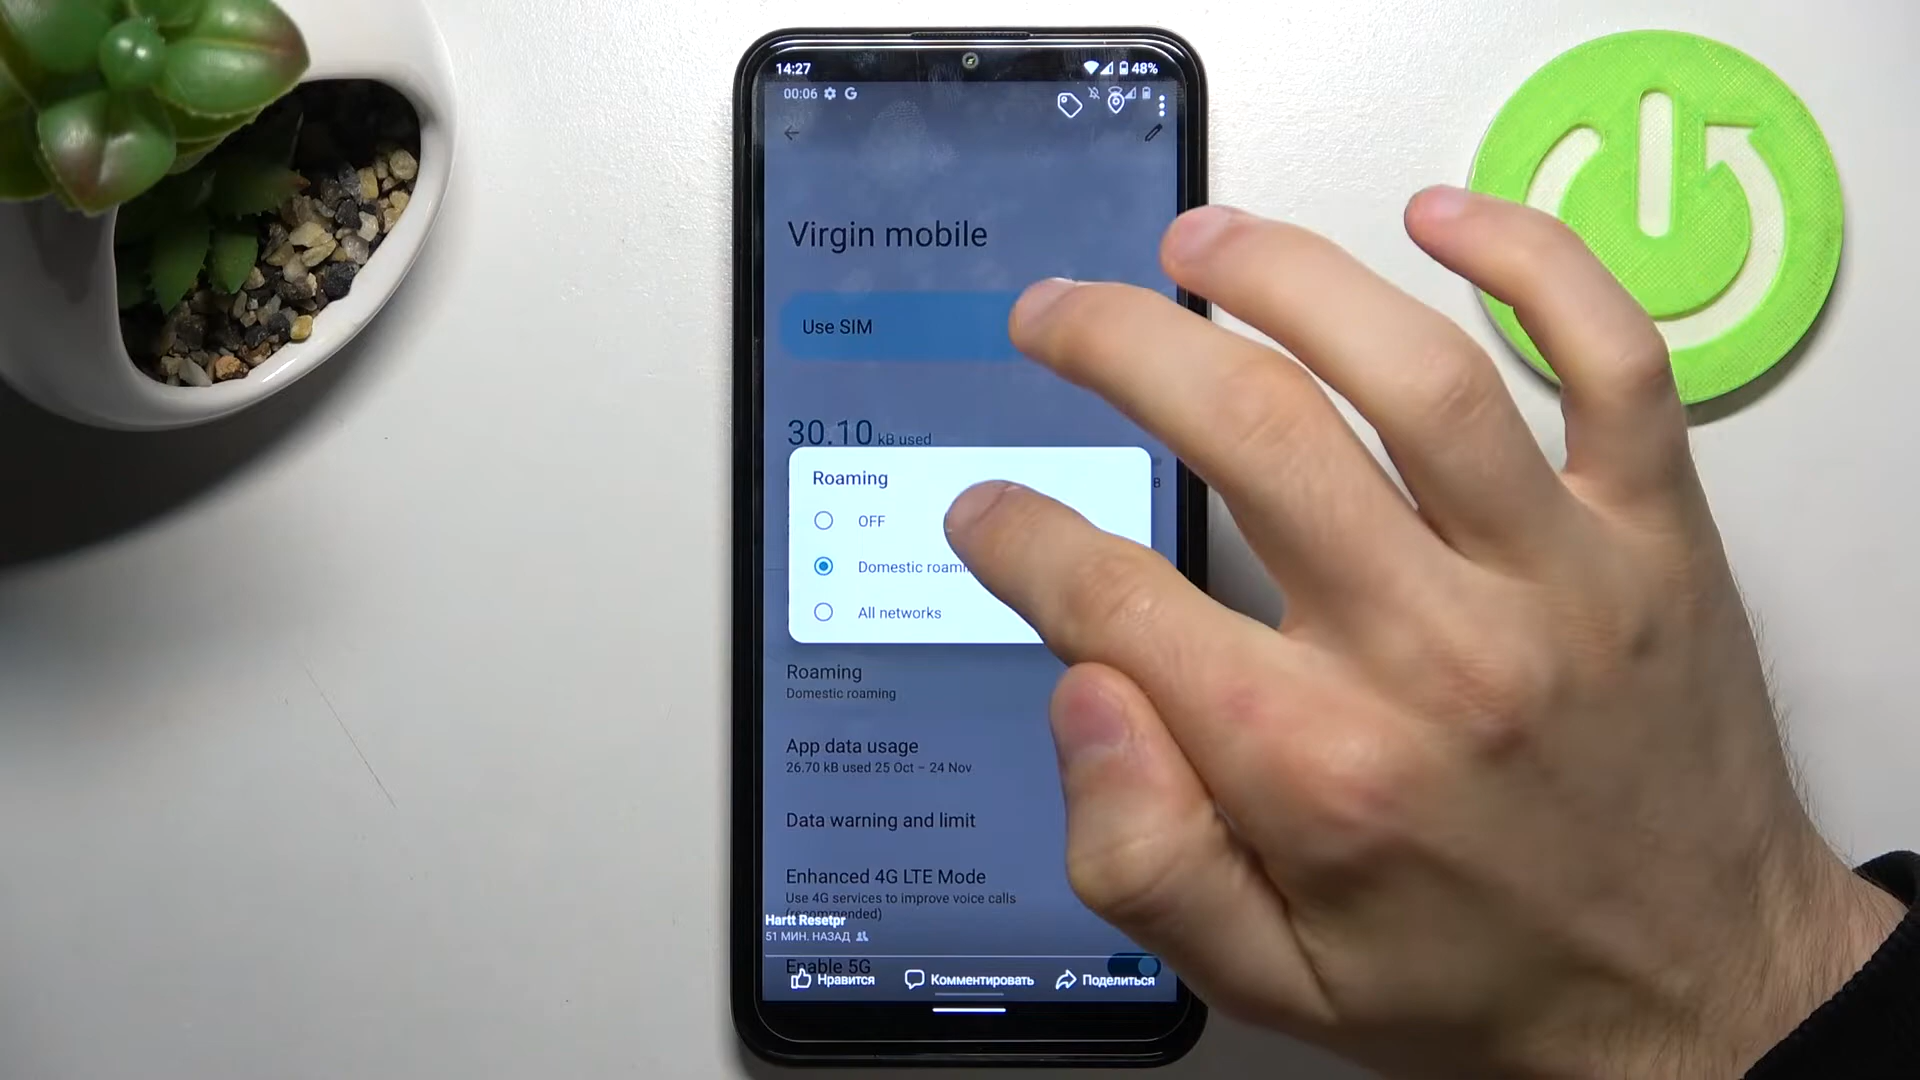 14:27
48%
00:06 G
Virgin mobile
Use SIM
30.10 kB used
B
Roaming
OFF
Domestic roami
All networks
Roaming
Domestic roaming
App data usage
26.70 kB used 25 Oct – 24 Nov
Data warning and limit
Enhanced 4G LTE Mode
Use 4G services to improve voice calls
(recommended)
Hartt Resetpr
51 МИН. НАЗАД
Enable 5G
Нравится
Комментировать
Поделиться